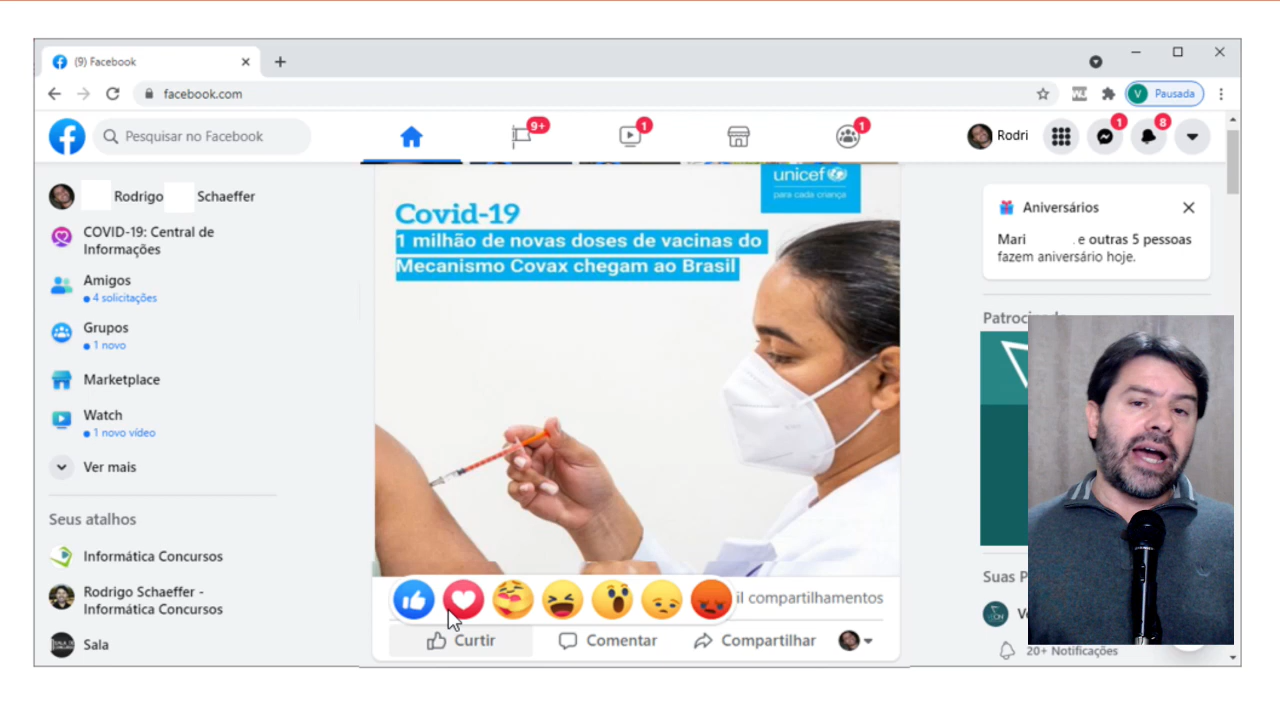 (9) Facebook
facebook.com
Pausada
V
Pesquisar no Facebook
9+
1
1
Rodri
1
8
Rodrigo Schaeffer
COVID-19: Central de
Informações
Amigos
4 solicitações
Grupos
1 novo
Marketplace
Watch
1 novo vídeo
Ver mais
Seus atalhos
Informática Concursos
Rodrigo Schaeffer -
Informática Concursos
Sala
unicef
para cada criança
Covid-19
1 milhão de novas doses de vacinas do
Mecanismo Covax chegam ao Brasil
il compartilhamentos
Curtir
Comentar
Compartilhar
Aniversários
Mari e outras 5 pessoas
fazem aniversário hoje.
Suas P
20+ Notificações